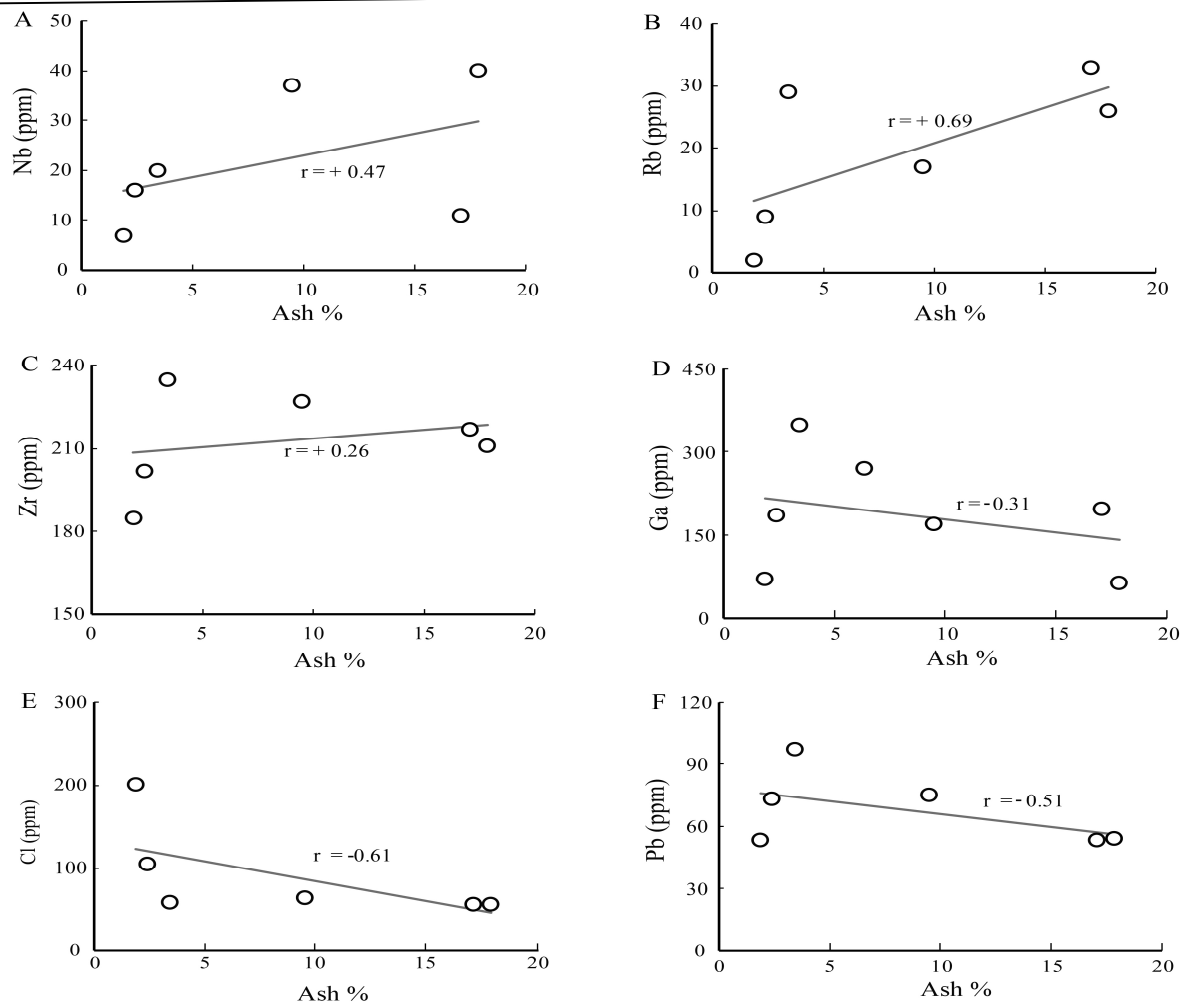 A
50
40
30
20
10
0
Nb (ppm)
r = + 0.47
0 5 10 15 20
Ash %
B
40
30
20
10
0
Rb (ppm)
r = + 0.69
0 5 10 15 20
Ash %
C
240
210
180
150
Zr (ppm)
r = + 0.26
0 5 10 15 20
Ash %
D
450
300
150
0
Ga (ppm)
r = -0.31
0 5 10 15 20
Ash %
E
300
200
100
0
Cl (ppm)
r = -0.61
0 5 10 15 20
Ash %
F
120
90
60
30
0
Pb (ppm)
r = - 0.51
0 5 10 15 20
Ash %